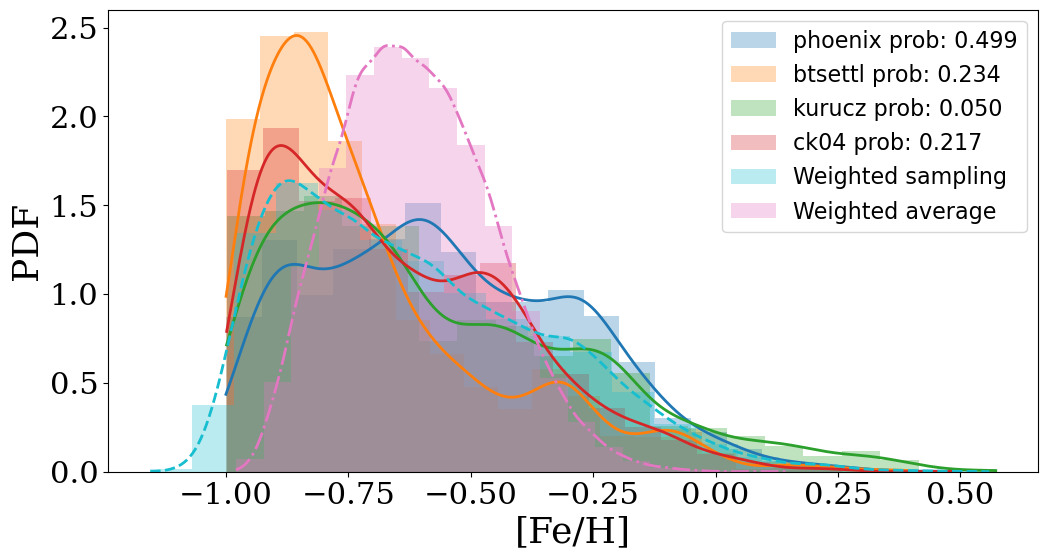 2.5
2.0
1.5
1.0
0.5
0.0
PDF
phoenix prob: 0.499
btsettl prob: 0.234
kurucz prob: 0.050
ck04 prob: 0.217
Weighted sampling
Weighted average
−1.00 −0.75 −0.50 −0.25 0.00 0.25 0.50
[Fe/H]